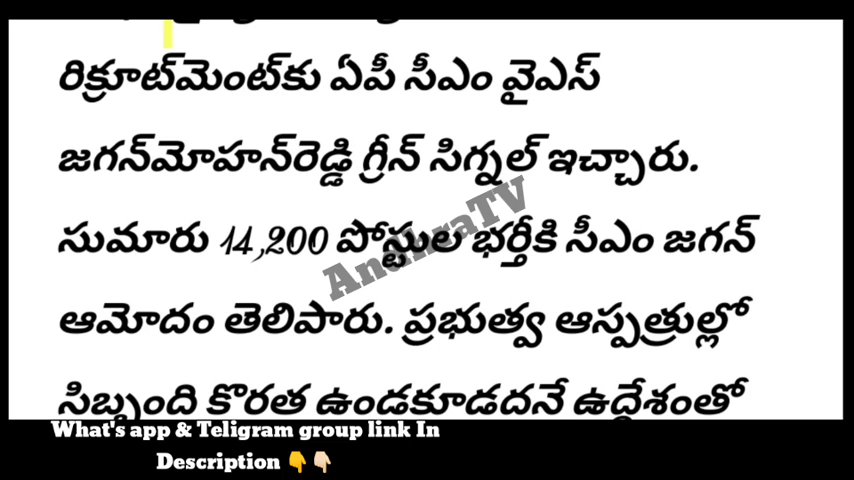 రిక్రూట్‌మెంట్‌కు ఏపీ సీఎం వైఎస్
జగన్‌మోహన్‌రెడ్డి గ్రీన్ సిగ్నల్ ఇచ్చారు.
సుమారు 14,200 పోస్టుల భర్తీకి సీఎం జగన్
ఆమోదం తెలిపారు. ప్రభుత్వ ఆస్పత్రుల్లో
సిబ్బంది కొరత ఉండకూడదనే ఉద్దేశంతో
AndhraTV
What's app & Teligram group link In
Description 👇👇🏻